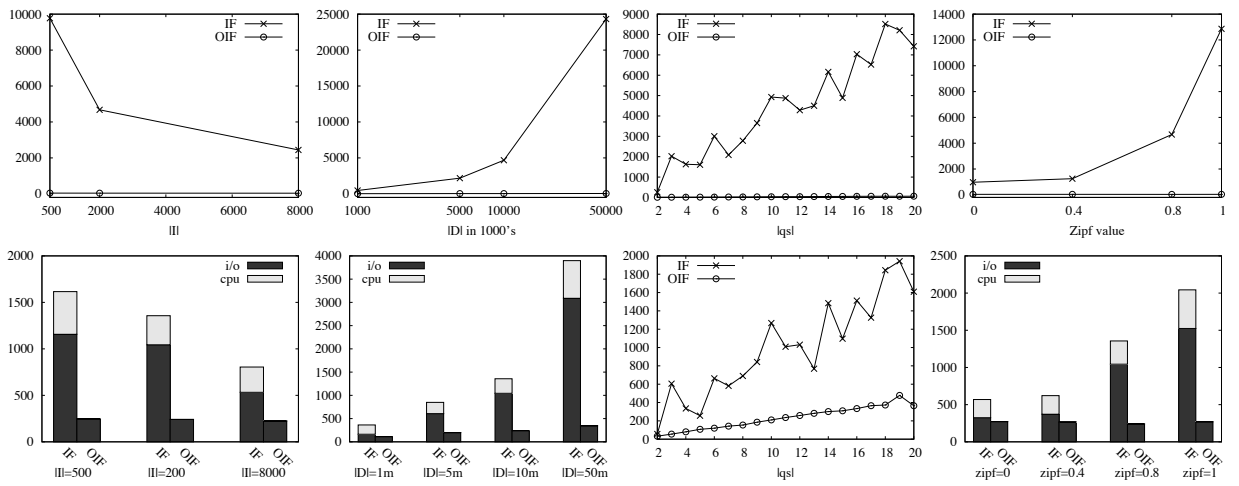 10000
8000
6000
4000
2000
0
500 2000 4000 6000 8000
|I|
IF
OIF
25000
20000
15000
10000
5000
0
1000 5000 10000 50000
|D| in 1000's
IF
OIF
9000
8000
7000
6000
5000
4000
3000
2000
1000
0
2 4 6 8 10 12 14 16 18 20
|qs|
IF
OIF
14000
12000
10000
8000
6000
4000
2000
0
0 0.4 0.8 1
Zipf value
IF
OIF
2000
1500
1000
500
0
i/o
cpu
IF OIF IF OIF IF OIF
|I|=500 |I|=200 |I|=8000
4000
3500
3000
2500
2000
1500
1000
500
0
i/o
cpu
IF OIF IF OIF IF OIF IF OIF
|D|=1m |D|=5m |D|=10m |D|=50m
2000
1800
1600
1400
1200
1000
800
600
400
200
0
IF
OIF
2 4 6 8 10 12 14 16 18 20
|qs|
2500
2000
1500
1000
500
0
i/o
cpu
IF OIF IF OIF IF OIF IF OIF
zipf=0 zipf=0.4 zipf=0.8 zipf=1